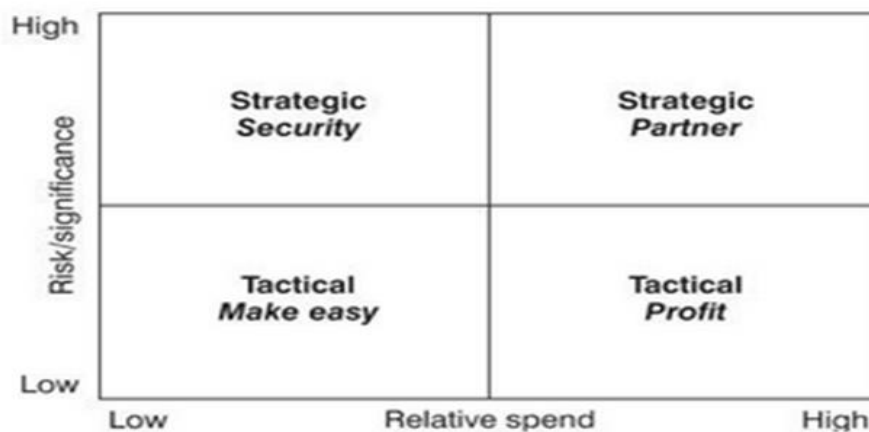 High
Strategic
Security
Strategic
Partner
Risk/significance
Tactical
Make easy
Tactical
Profit
Low
Low
Relative spend
High